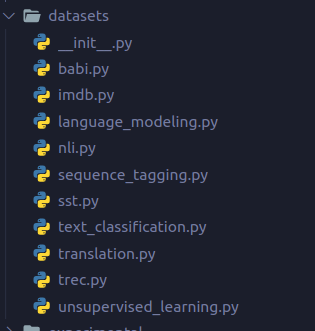 datasets
__init__.py
babi.py
imdb.py
language_modeling.py
nli.py
sequence_tagging.py
sst.py
text_classification.py
translation.py
trec.py
unsupervised_learning.py